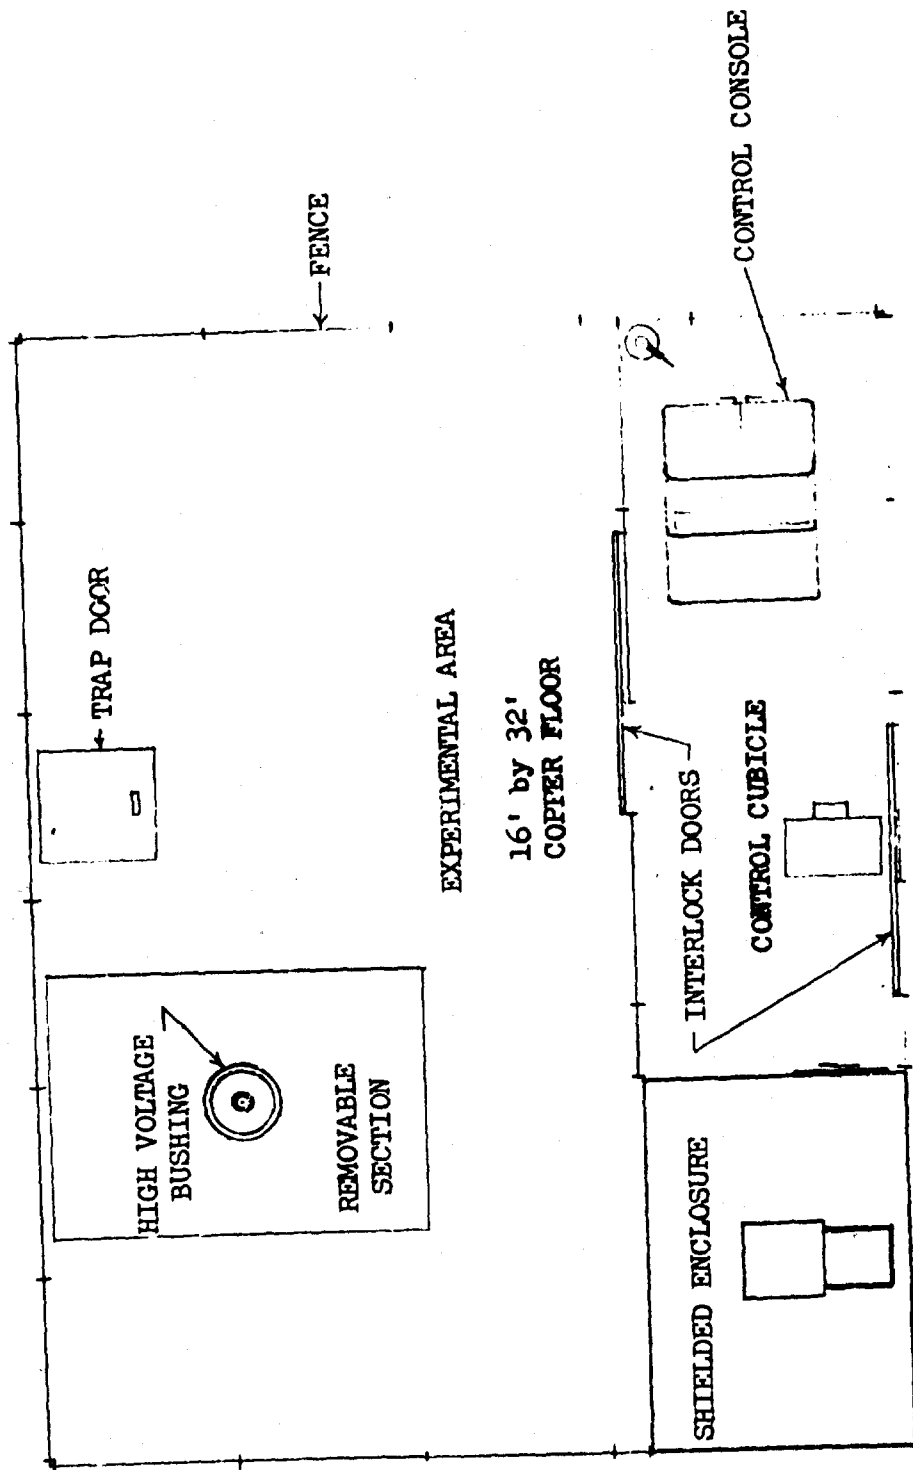 TRAP DOOR
HIGH VOLTAGE
BUSHING
FENCE
REMOVABLE
SECTION
EXPERIMENTAL AREA
16' by 32'
COPPER FLOOR
SHIELDED ENCLOSURE
INTERLOCK DOORS
CONTROL CUBICLE
CONTROL CONSOLE